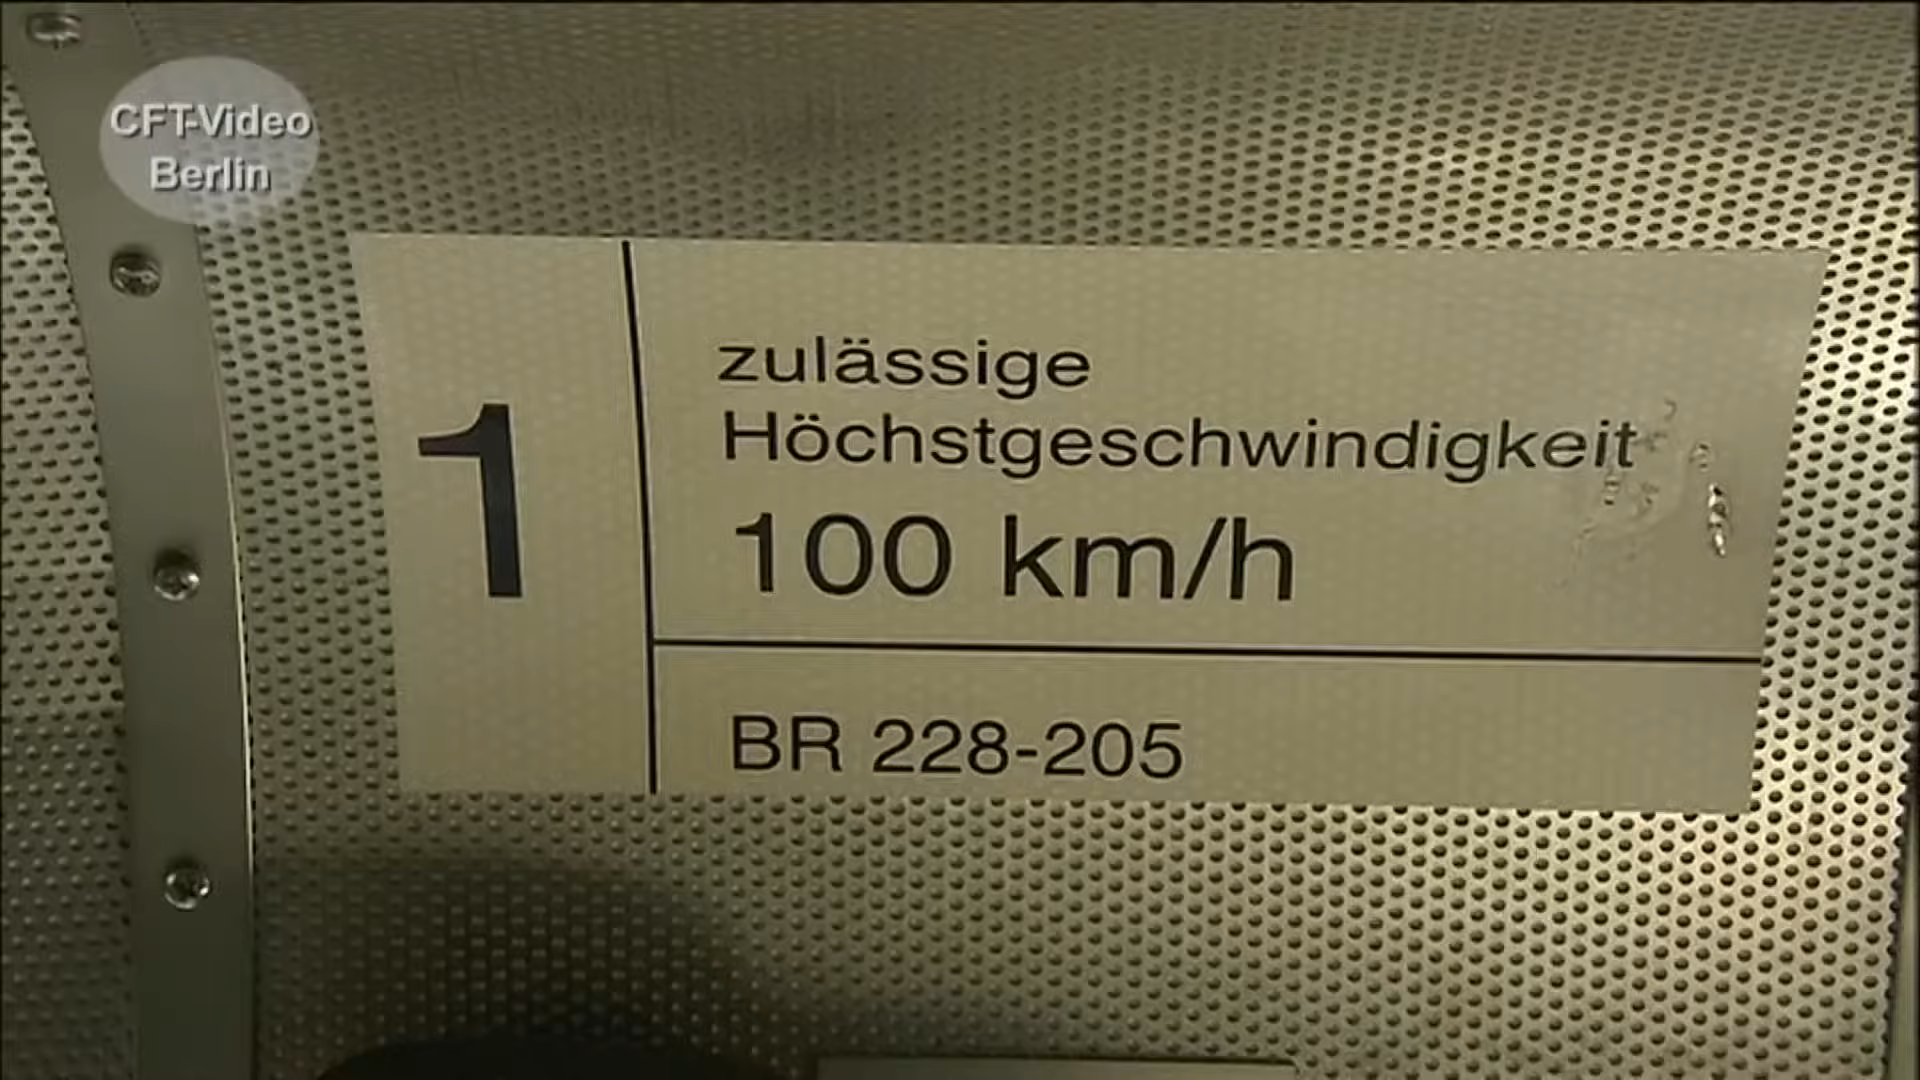 CFT-Video
Berlin
1
zulässige
Höchstgeschwindigkeit
100 km/h
BR 228-205